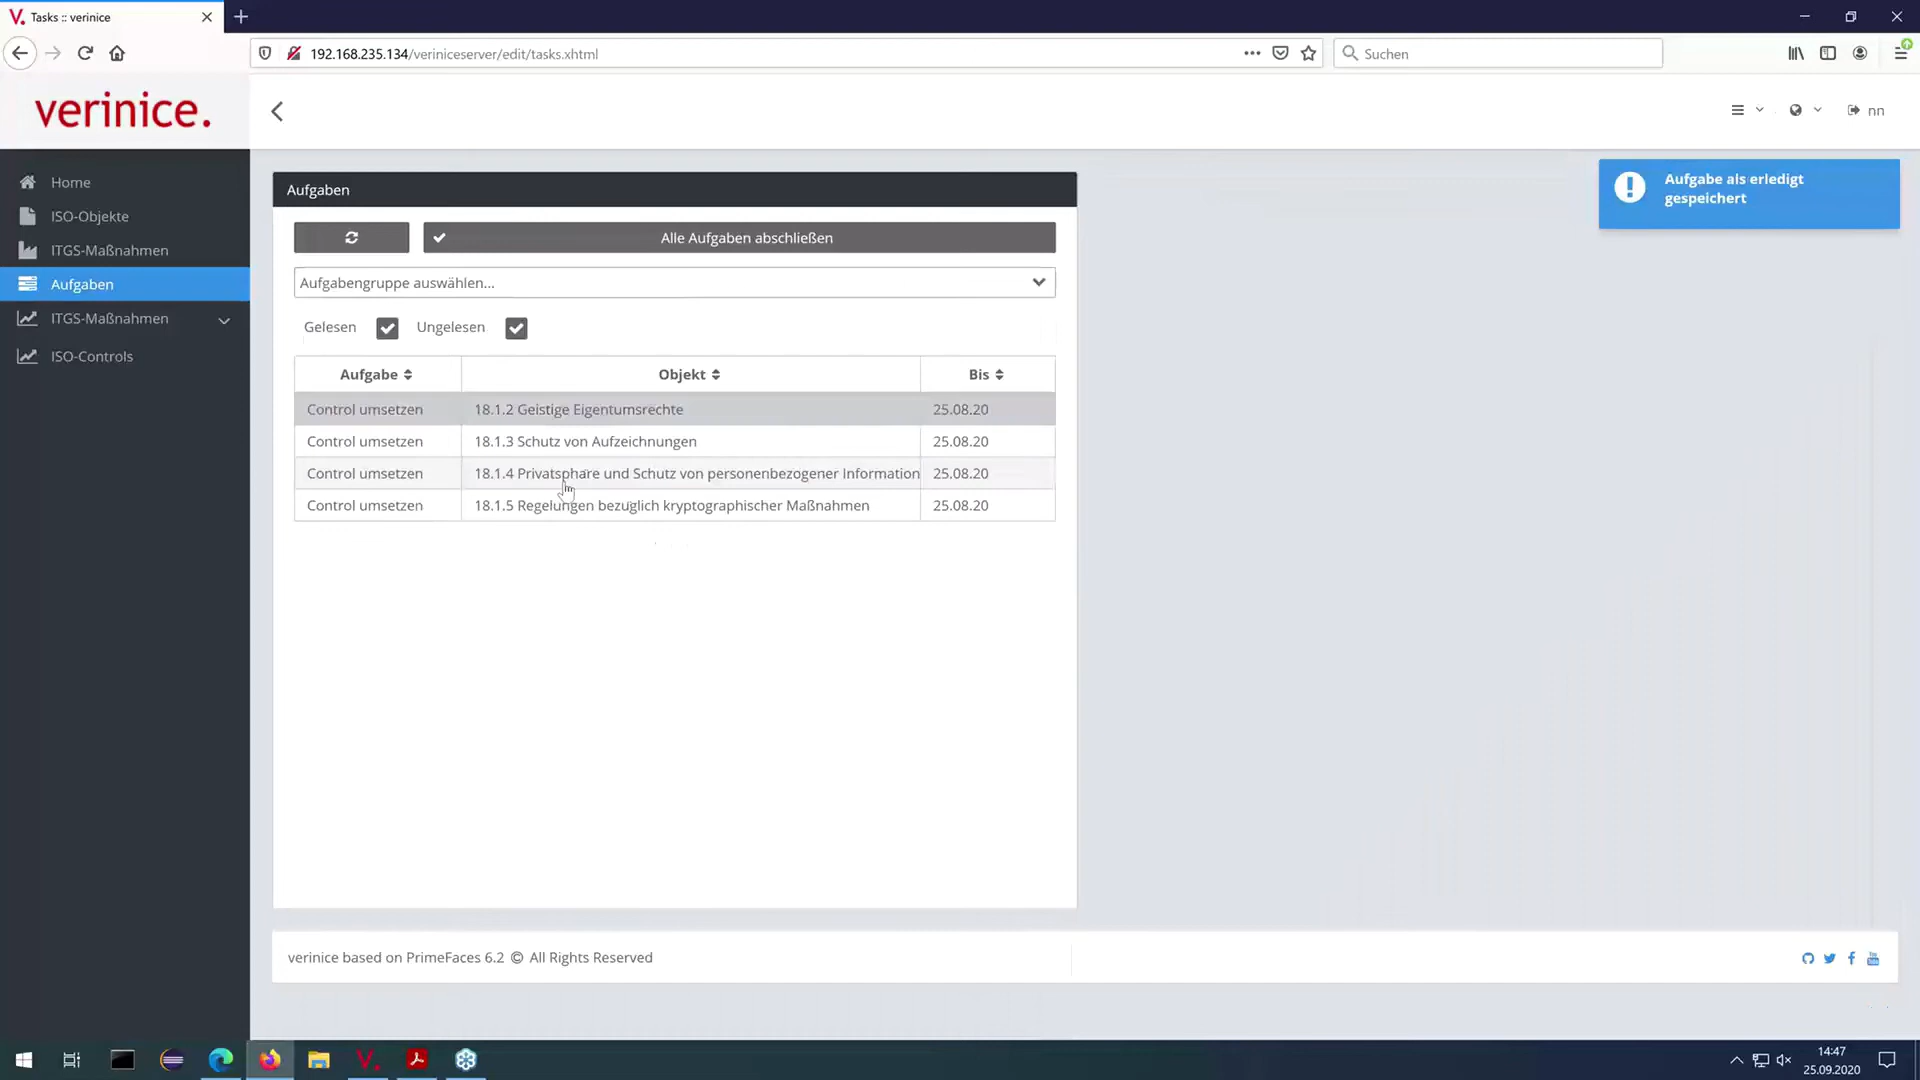 Tasks :: verinice
192.168.235.134/veriniceserver/edit/tasks.xhtml
Suchen
verinice.
nn
Home
ISO-Objekte
ITGS-Maßnahmen
Aufgaben
ITGS-Maßnahmen
ISO-Controls
Aufgabe als erledigt
gespeichert
Aufgaben
Alle Aufgaben abschließen
Aufgabengruppe auswählen...
Gelesen Ungelesen
Aufgabe Objekt Bis
Control umsetzen 18.1.2 Geistige Eigentumsrechte 25.08.20
Control umsetzen 18.1.3 Schutz von Aufzeichnungen 25.08.20
Control umsetzen 18.1.4 Privatsphäre und Schutz von personenbezogener Information 25.08.20
Control umsetzen 18.1.5 Regelungen bezüglich kryptographischer Maßnahmen 25.08.20
verinice based on PrimeFaces 6.2 © All Rights Reserved
14:47
25.09.2020